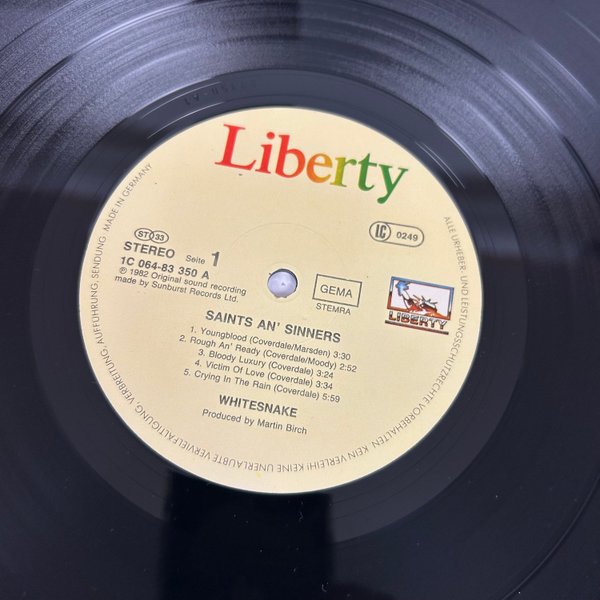 Liberty
LC 0249
ST 33
STEREO Seite 1
1C 064-83 350 A
℗ 1982 Original sound recording
made by Sunburst Records Ltd.
GEMA
STEMRA
LIBERTY
SAINTS AN' SINNERS
1. Youngblood (Coverdale/Marsden) 3:30
2. Rough An' Ready (Coverdale/Moody) 2:52
3. Bloody Luxury (Coverdale) 3:24
4. Victim Of Love (Coverdale) 3:34
5. Crying In The Rain (Coverdale) 5:59
WHITESNAKE
Produced by Martin Birch
ALLE URHEBER- UND LEISTUNGSSCHUTZRECHTE VORBEHALTEN. KEIN VERLEIH! KEINE UNERLAUBTE VERVIELFÄLTIGUNG, VERBREITUNG, AUFFÜHRUNG, SENDUNG MADE IN GERMANY